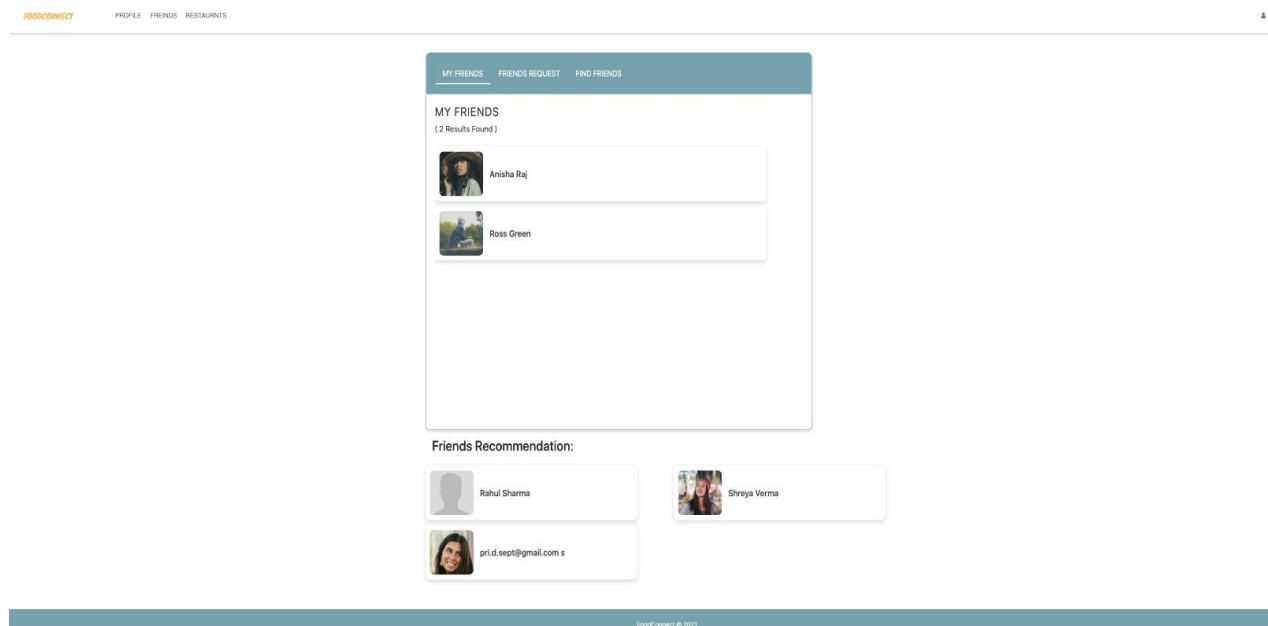 FOODCONNECT PROFILE FREINDS RESTAURNTS
MY FRIENDS FRIENDS REQUEST FIND FRIENDS
MY FRIENDS
( 2 Results Found )
Anisha Raj
Ross Green
Friends Recommendation:
Rahul Sharma
Shreya Verma
pri.d.sept@gmail.com s
FoodConnect © 2021